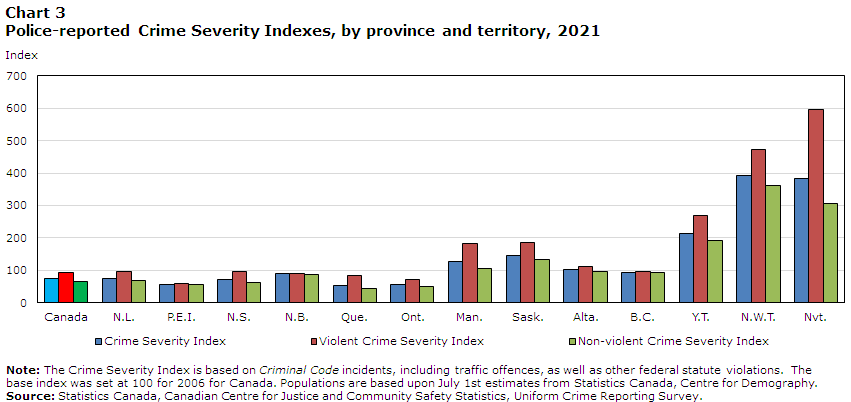 Chart 3
Police-reported Crime Severity Indexes, by province and territory, 2021
Index
700
600
500
400
300
200
100
0
Canada N.L. P.E.I. N.S. N.B. Que. Ont. Man. Sask. Alta. B.C. Y.T. N.W.T. Nvt.
Crime Severity Index Violent Crime Severity Index Non-violent Crime Severity Index
Note: The Crime Severity Index is based on Criminal Code incidents, including traffic offences, as well as other federal statute violations. The
base index was set at 100 for 2006 for Canada. Populations are based upon July 1st estimates from Statistics Canada, Centre for Demography.
Source: Statistics Canada, Canadian Centre for Justice and Community Safety Statistics, Uniform Crime Reporting Survey.